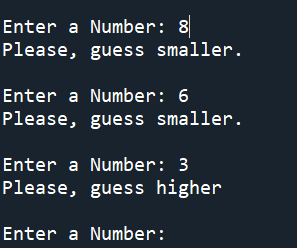 Enter a Number: 8
Please, guess smaller.
Enter a Number: 6
Please, guess smaller.
Enter a Number: 3
Please, guess higher
Enter a Number: